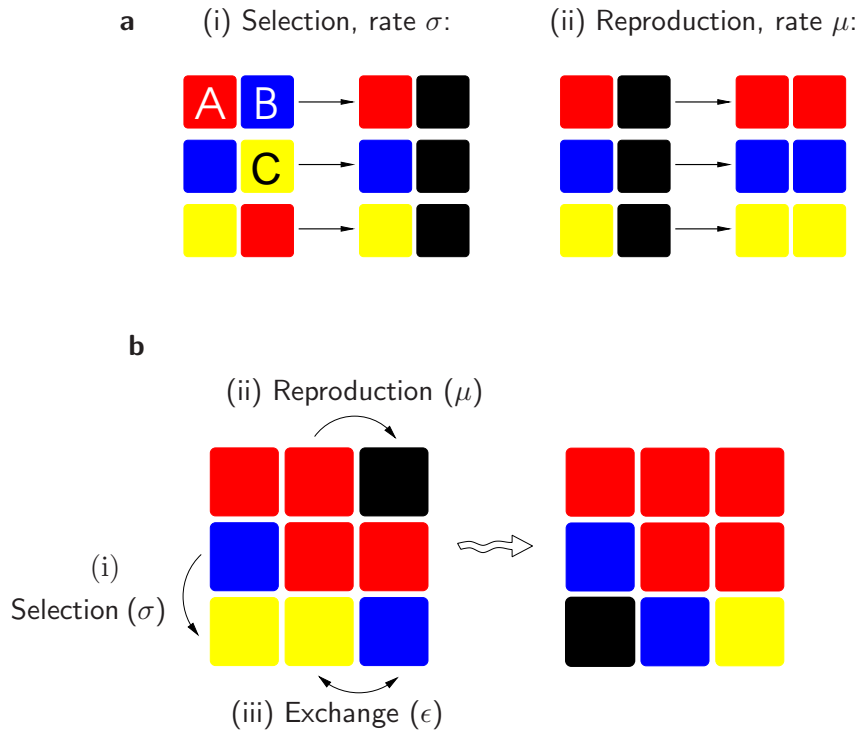 a (i) Selection, rate σ: (ii) Reproduction, rate μ:
A B
C
b
(ii) Reproduction (μ)
(i)
Selection (σ)
(iii) Exchange (ϵ)